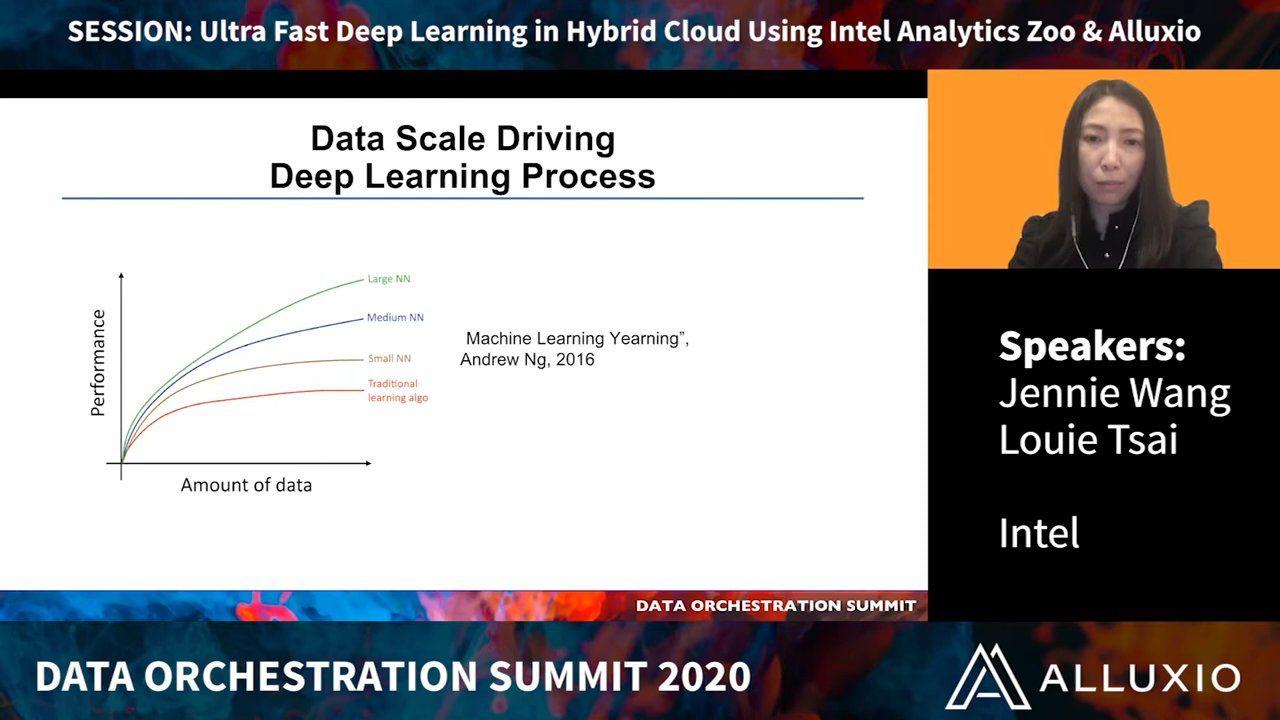 SESSION: Ultra Fast Deep Learning in Hybrid Cloud Using Intel Analytics Zoo & Alluxio
Data Scale Driving
Deep Learning Process
Performance
Large NN
Medium NN
Small NN
Traditional
learning algo
Amount of data
Machine Learning Yearning”,
Andrew Ng, 2016
DATA ORCHESTRATION SUMMIT
Speakers:
Jennie Wang
Louie Tsai
Intel
DATA ORCHESTRATION SUMMIT 2020
ALLUXIO